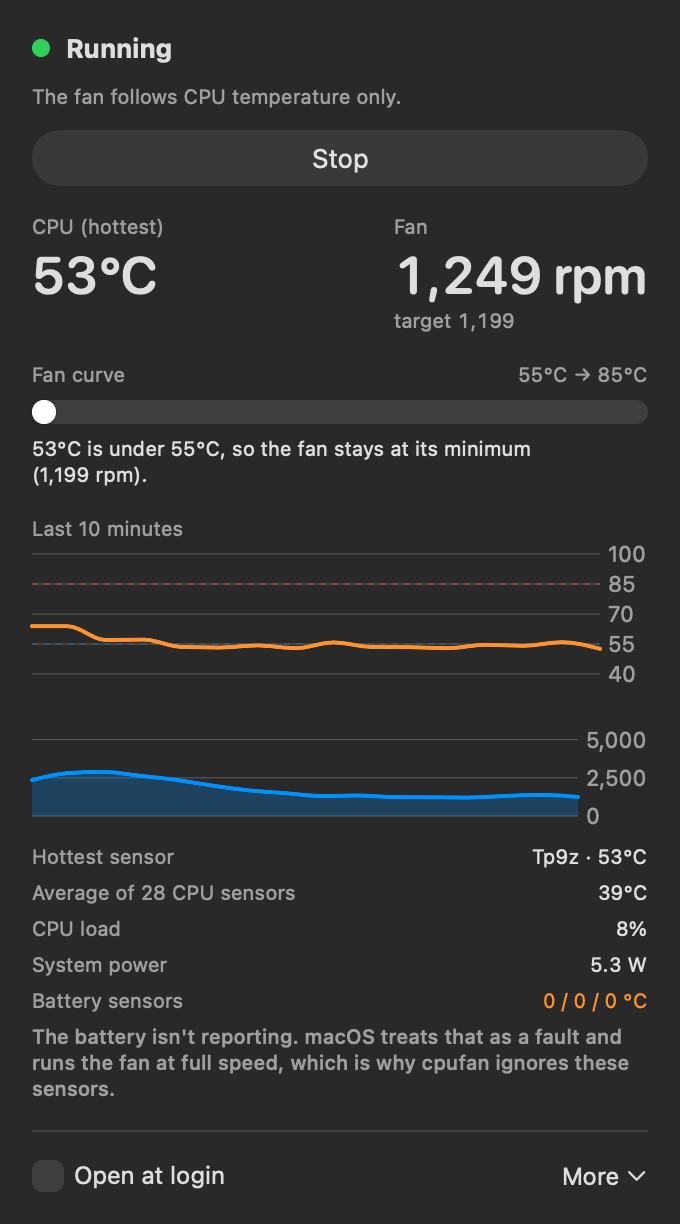 Running
The fan follows CPU temperature only.
Stop
CPU (hottest)
Fan
53°C
1,249 rpm
target 1,199
Fan curve
55°C → 85°C
53°C is under 55°C, so the fan stays at its minimum
(1,199 rpm).
Last 10 minutes
100
85
70
55
40
5,000
2,500
0
Hottest sensor
Tp9z · 53°C
Average of 28 CPU sensors
39°C
CPU load
8%
System power
5.3 W
Battery sensors
0 / 0 / 0 °C
The battery isn't reporting. macOS treats that as a fault and
runs the fan at full speed, which is why cpufan ignores these
sensors.
Open at login
More